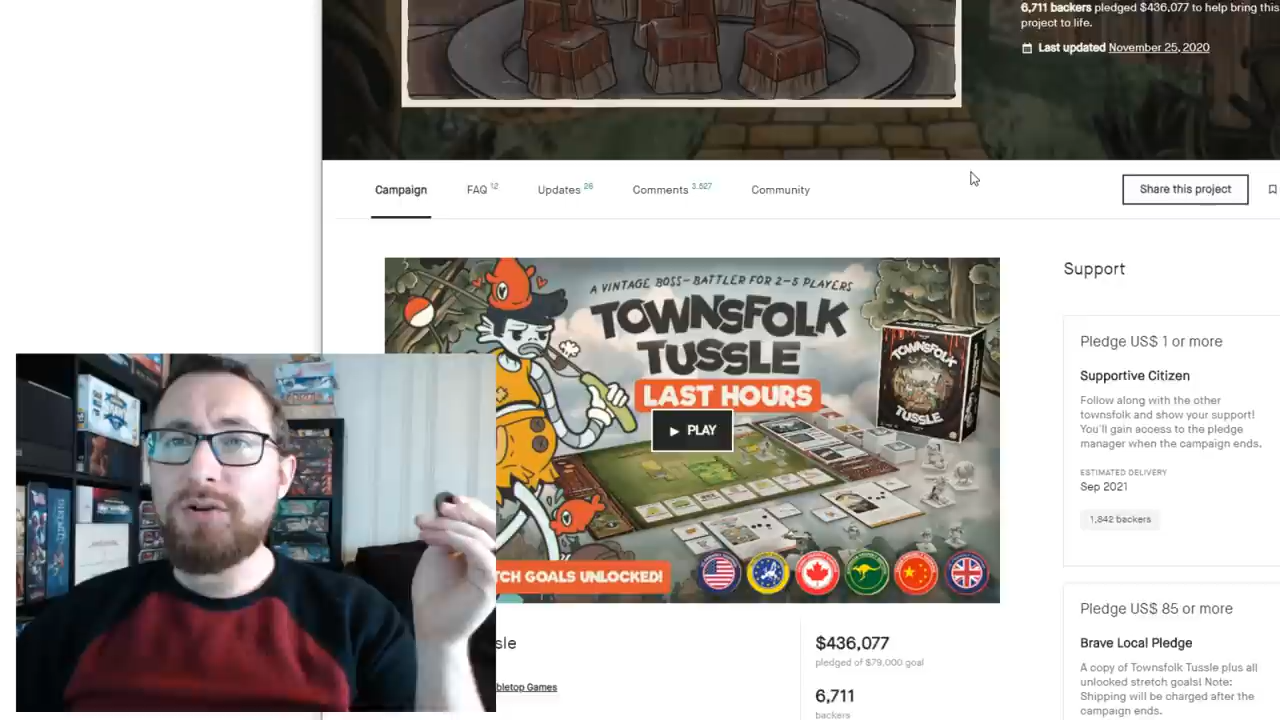 6,711 backers pledged $436,077 to help bring this
project to life.
Last updated November 25, 2020
Campaign
FAQ 12
Updates 26
Comments 3,527
Community
Share this project
A VINTAGE BOSS-BATTLER FOR 2-5 PLAYERS
TOWNSFOLK
TUSSLE
LAST HOURS
PLAY
TOWNSFOLK
TUSSLE
TCH GOALS UNLOCKED!
Support
Pledge US$ 1 or more
Supportive Citizen
Follow along with the other
townsfolk and show your support!
You'll gain access to the pledge
manager when the campaign ends.
ESTIMATED DELIVERY
Sep 2021
1,842 backers
Pledge US$ 85 or more
Brave Local Pledge
A copy of Townsfolk Tussle plus all
unlocked stretch goals! Note:
Shipping will be charged after the
campaign ends.
sle
bletop Games
$436,077
pledged of $79,000 goal
6,711
backers